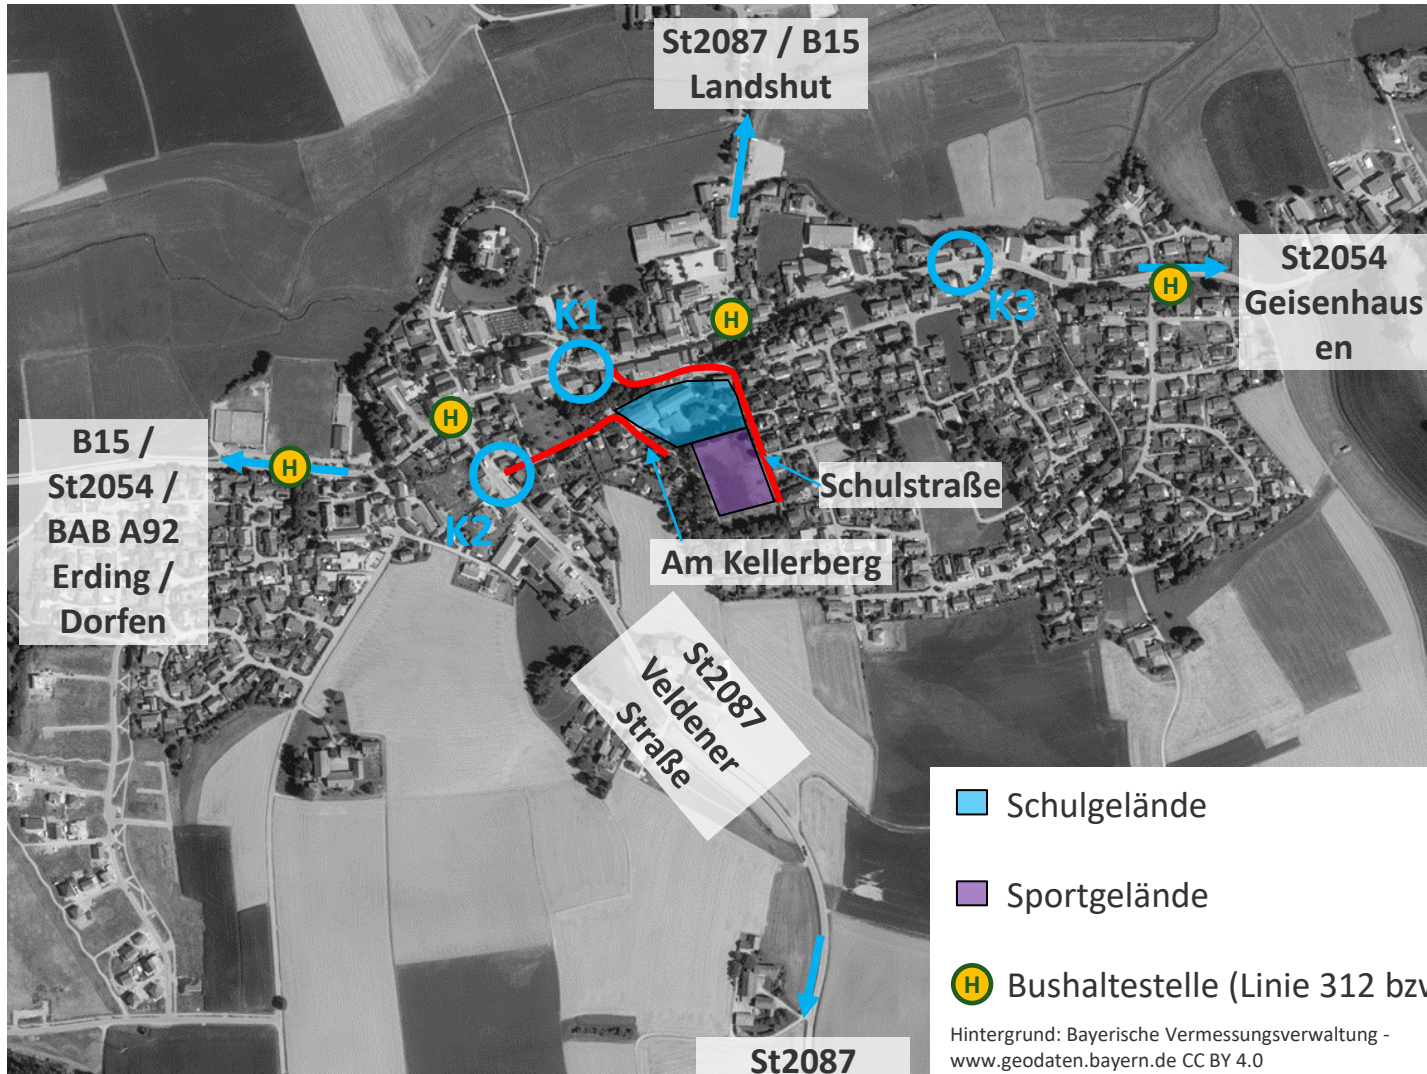 St2087 / B15
Landshut
St2054
Geisenhaus
en
H
K3
K1
H
H
B15 /
St2054 /
BAB A92
Erding /
Dorfen
H
K2
Schulstraße
Am Kellerberg
St2087
Veldener
Straße
Schulgelände
Sportgelände
H Bushaltestelle (Linie 312 bzw
Hintergrund: Bayerische Vermessungsverwaltung -
www.geodaten.bayern.de CC BY 4.0
St2087